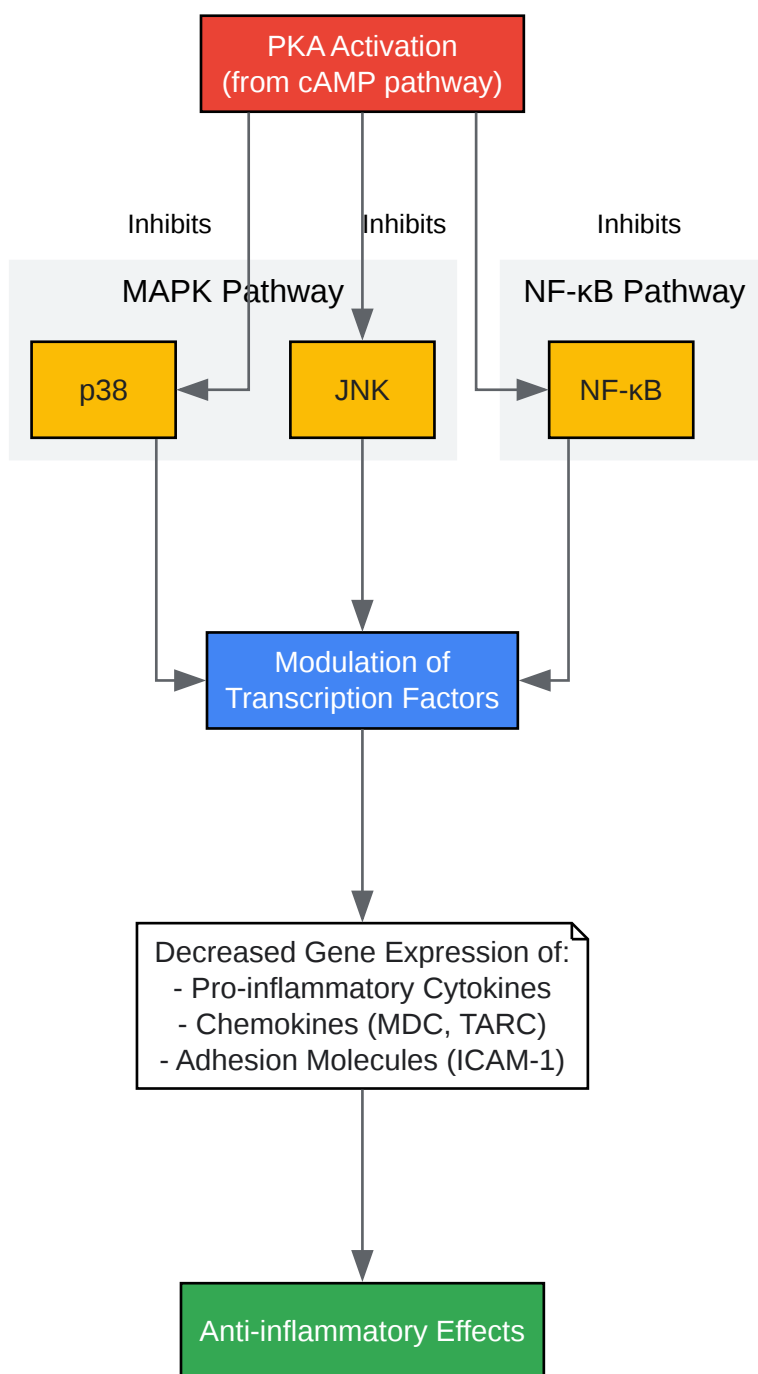 PKA Activation
(from cAMP pathway)
Inhibits
Inhibits
Inhibits
MAPK Pathway
NF-κB Pathway
p38
JNK
NF-κB
Modulation of
Transcription Factors
Decreased Gene Expression of:
- Pro-inflammatory Cytokines
- Chemokines (MDC, TARC)
- Adhesion Molecules (ICAM-1)
Anti-inflammatory Effects